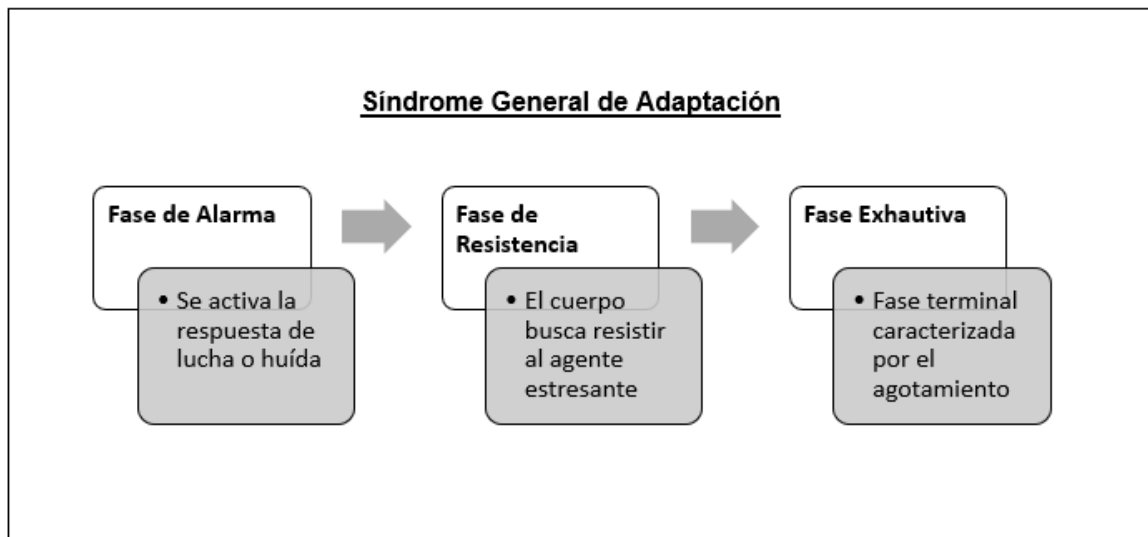 Síndrome General de Adaptación
Fase de Alarma
• Se activa la
respuesta de
lucha o huída
Fase de
Resistencia
• El cuerpo
busca resistir
al agente
estresante
Fase Exhautiva
• Fase terminal
caracterizada
por el
agotamiento